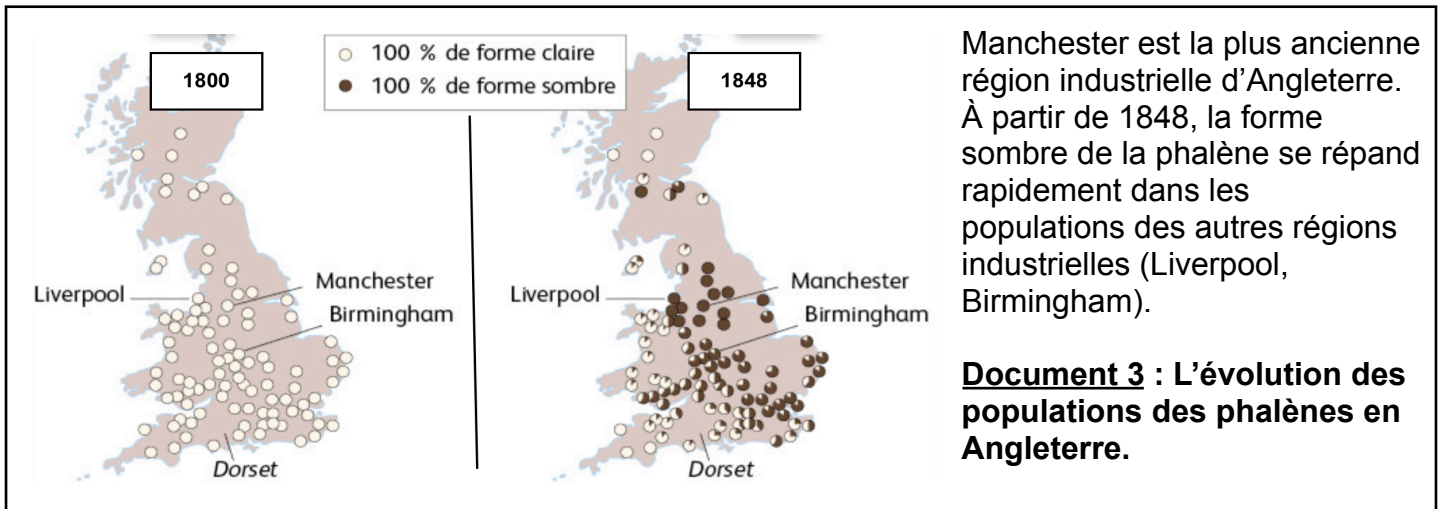 1800
100 % de forme claire
100 % de forme sombre
1848
Liverpool
Manchester
Birmingham
Dorset
Liverpool
Manchester
Birmingham
Dorset
Manchester est la plus ancienne
région industrielle d’Angleterre.
À partir de 1848, la forme
sombre de la phalène se répand
rapidement dans les
populations des autres régions
industrielles (Liverpool,
Birmingham).
Document 3 : L’évolution des
populations des phalènes en
Angleterre.